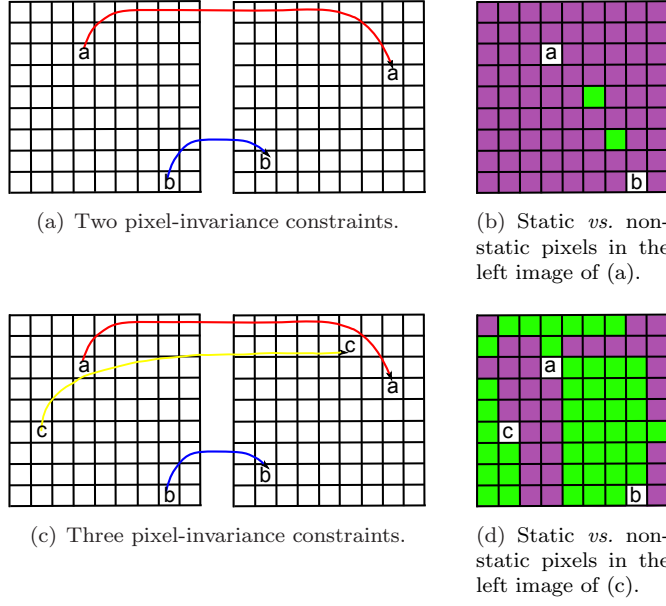 a
a
b
b
a
b
(a) Two pixel-invariance constraints.
(b) Static vs. non-
static pixels in the
left image of (a).
a
c
a
c
b
b
a
c
b
(c) Three pixel-invariance constraints.
(d) Static vs. non-
static pixels in the
left image of (c).